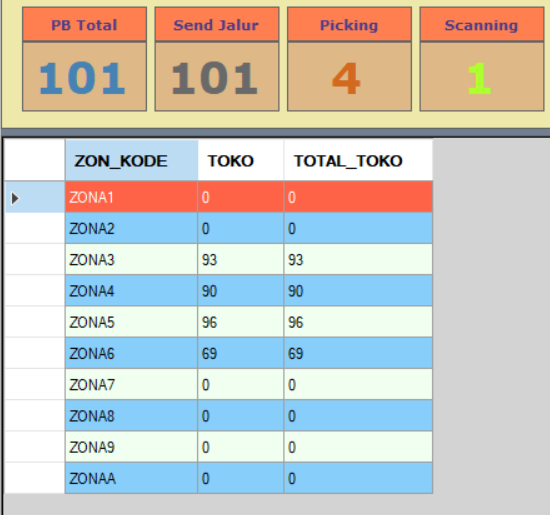 PB Total Send Jalur Picking Scanning
101 101 4 1
ZON_KODE TOKO TOTAL_TOKO
ZONA1 0 0
ZONA2 0 0
ZONA3 93 93
ZONA4 90 90
ZONA5 96 96
ZONA6 69 69
ZONA7 0 0
ZONA8 0 0
ZONA9 0 0
ZONAA 0 0